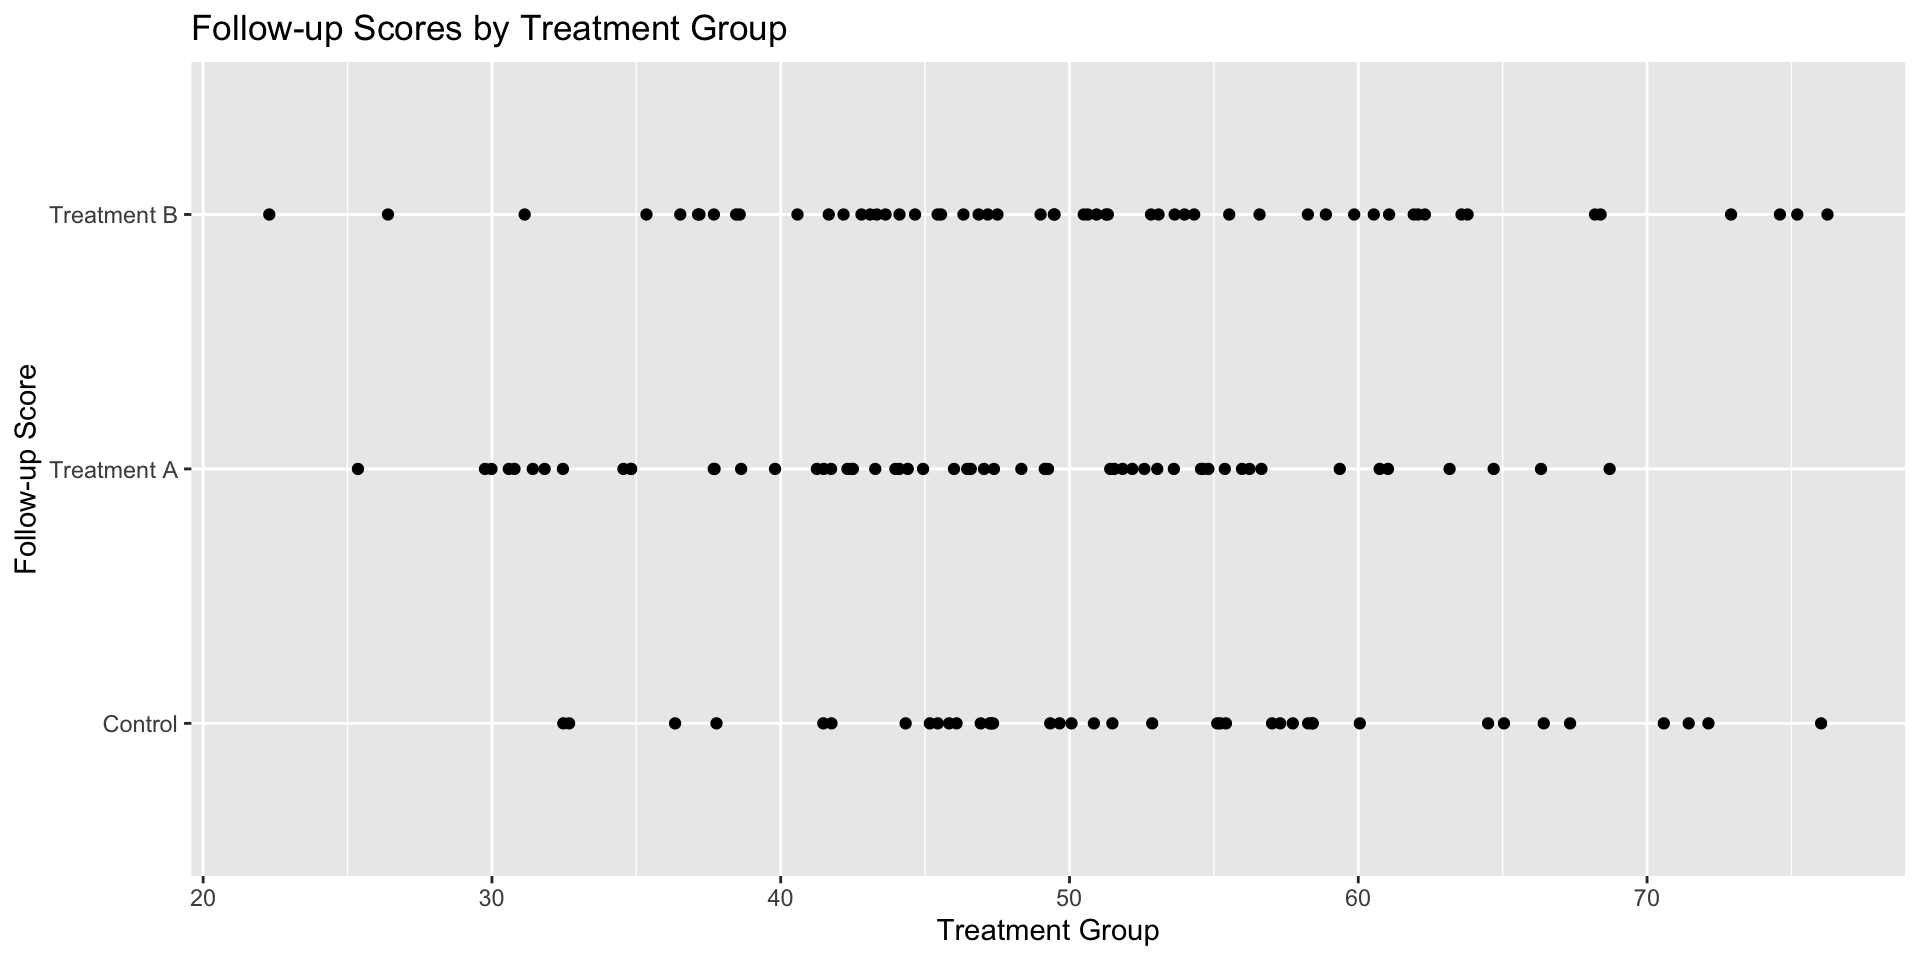 Follow-up Scores by Treatment Group
Follow-up Score
Treatment B
Treatment A
Control
20 30 40 50 60 70
Treatment Group